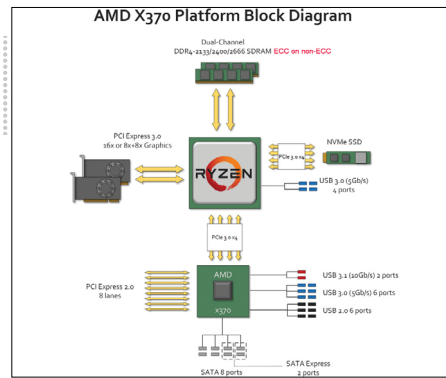 AMD X370 Platform Block Diagram
Dual-Channel
DDR4-2133/2400/2666 SDRAM ECC on non-ECC
PCI Express 3.0
16x or 8x+8x Graphics
RYZEN
PCIe 3.0 x4
NVMe SSD
USB 3.0 (5Gb/s)
4 ports
PCIe 3.0 x4
PCI Express 2.0
8 lanes
AMD
X370
USB 3.1 (10Gb/s) 2 ports
USB 3.0 (5Gb/s) 6 ports
USB 2.0 6 ports
SATA 8 ports
SATA Express
2 ports